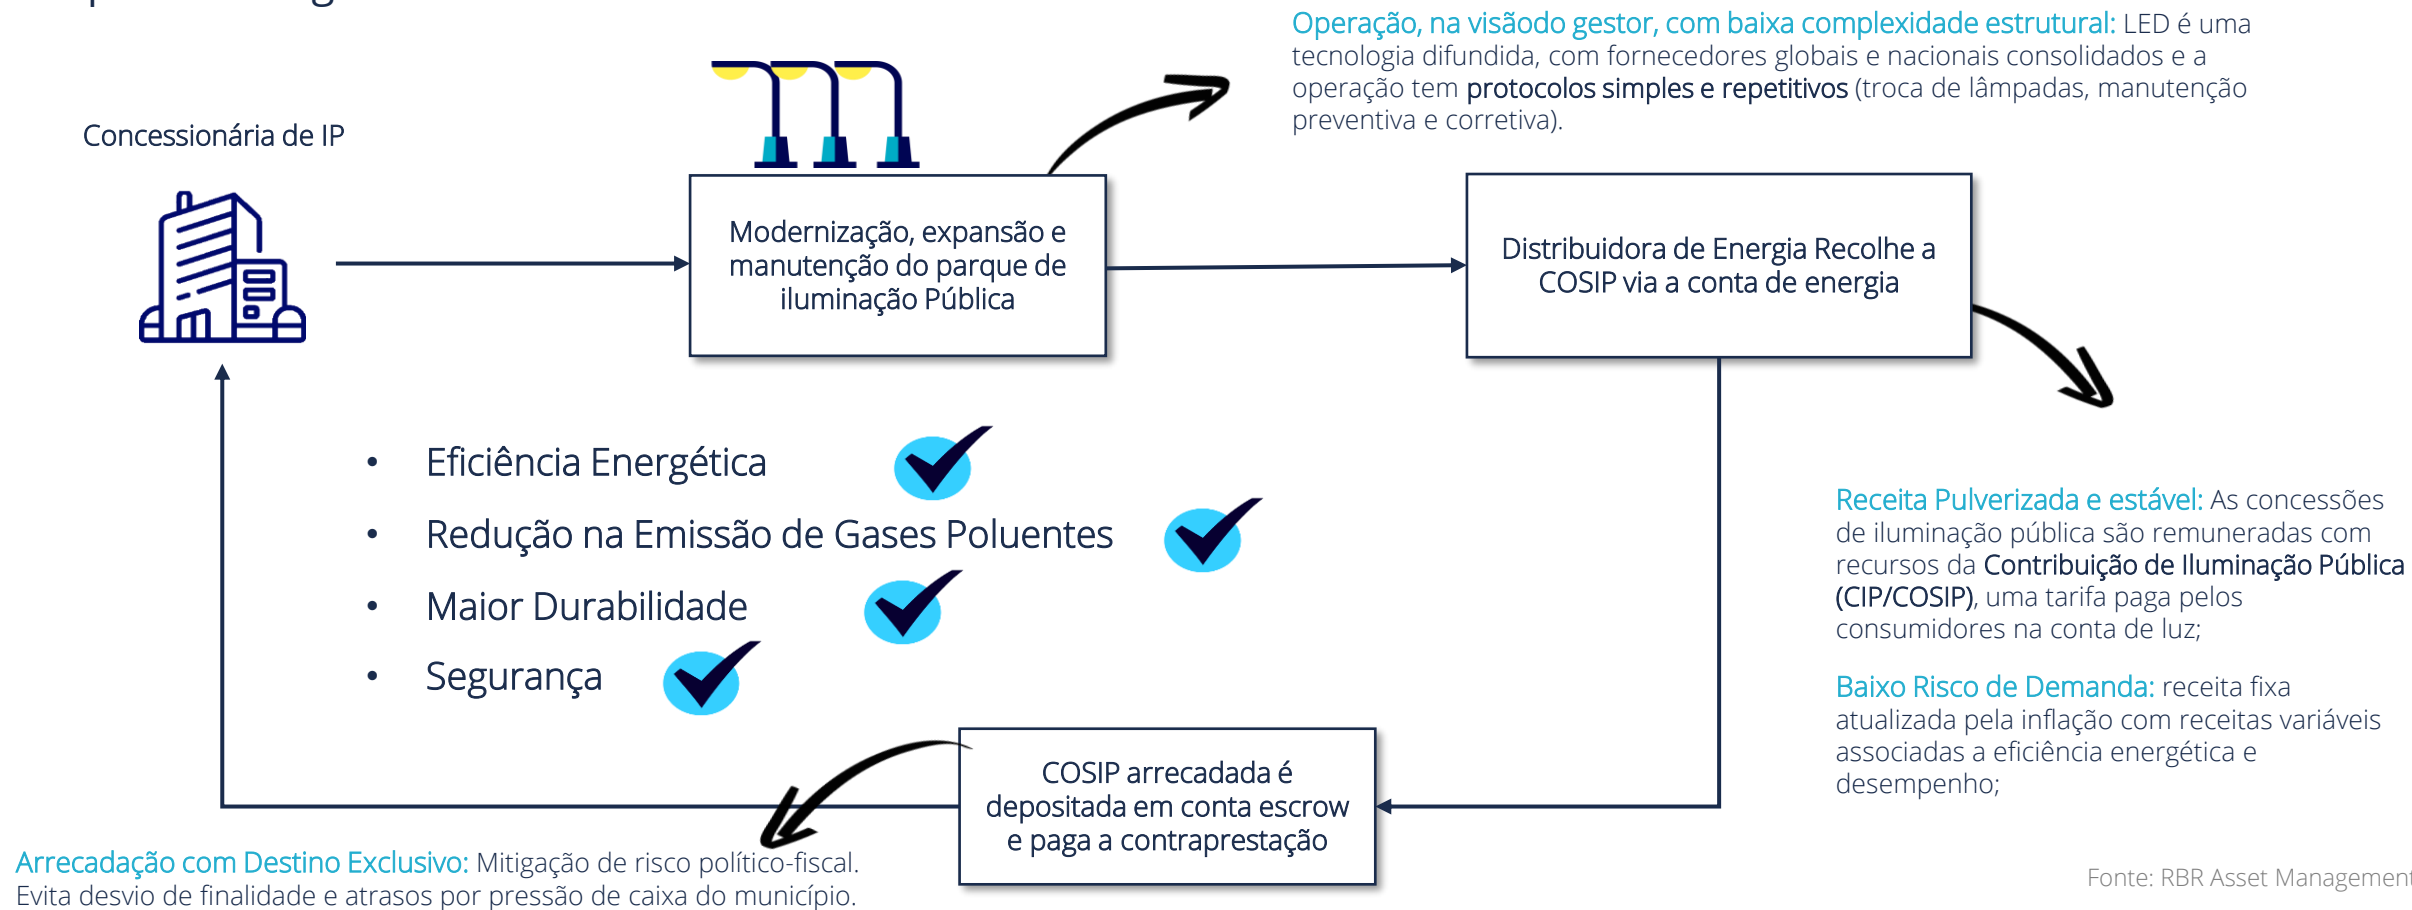 Operação, na visãodo gestor, com baixa complexidade estrutural: LED é uma
tecnologia difundida, com fornecedores globais e nacionais consolidados e a
operação tem protocolos simples e repetitivos (troca de lâmpadas, manutenção
preventiva e corretiva).
Concessionária de IP
Modernização, expansão e
manutenção do parque de
iluminação Pública
Distribuidora de Energia Recolhe a
COSIP via a conta de energia
• Eficiência Energética
• Redução na Emissão de Gases Poluentes
• Maior Durabilidade
• Segurança
Receita Pulverizada e estável: As concessões
de iluminação pública são remuneradas com
recursos da Contribuição de Iluminação Pública
(CIP/COSIP), uma tarifa paga pelos
consumidores na conta de luz;
Baixo Risco de Demanda: receita fixa
atualizada pela inflação com receitas variáveis
associadas a eficiência energética e
desempenho;
COSIP arrecadada é
depositada em conta escrow
e paga a contraprestação
Arrecadação com Destino Exclusivo: Mitigação de risco político-fiscal.
Evita desvio de finalidade e atrasos por pressão de caixa do município.
Fonte: RBR Asset Management